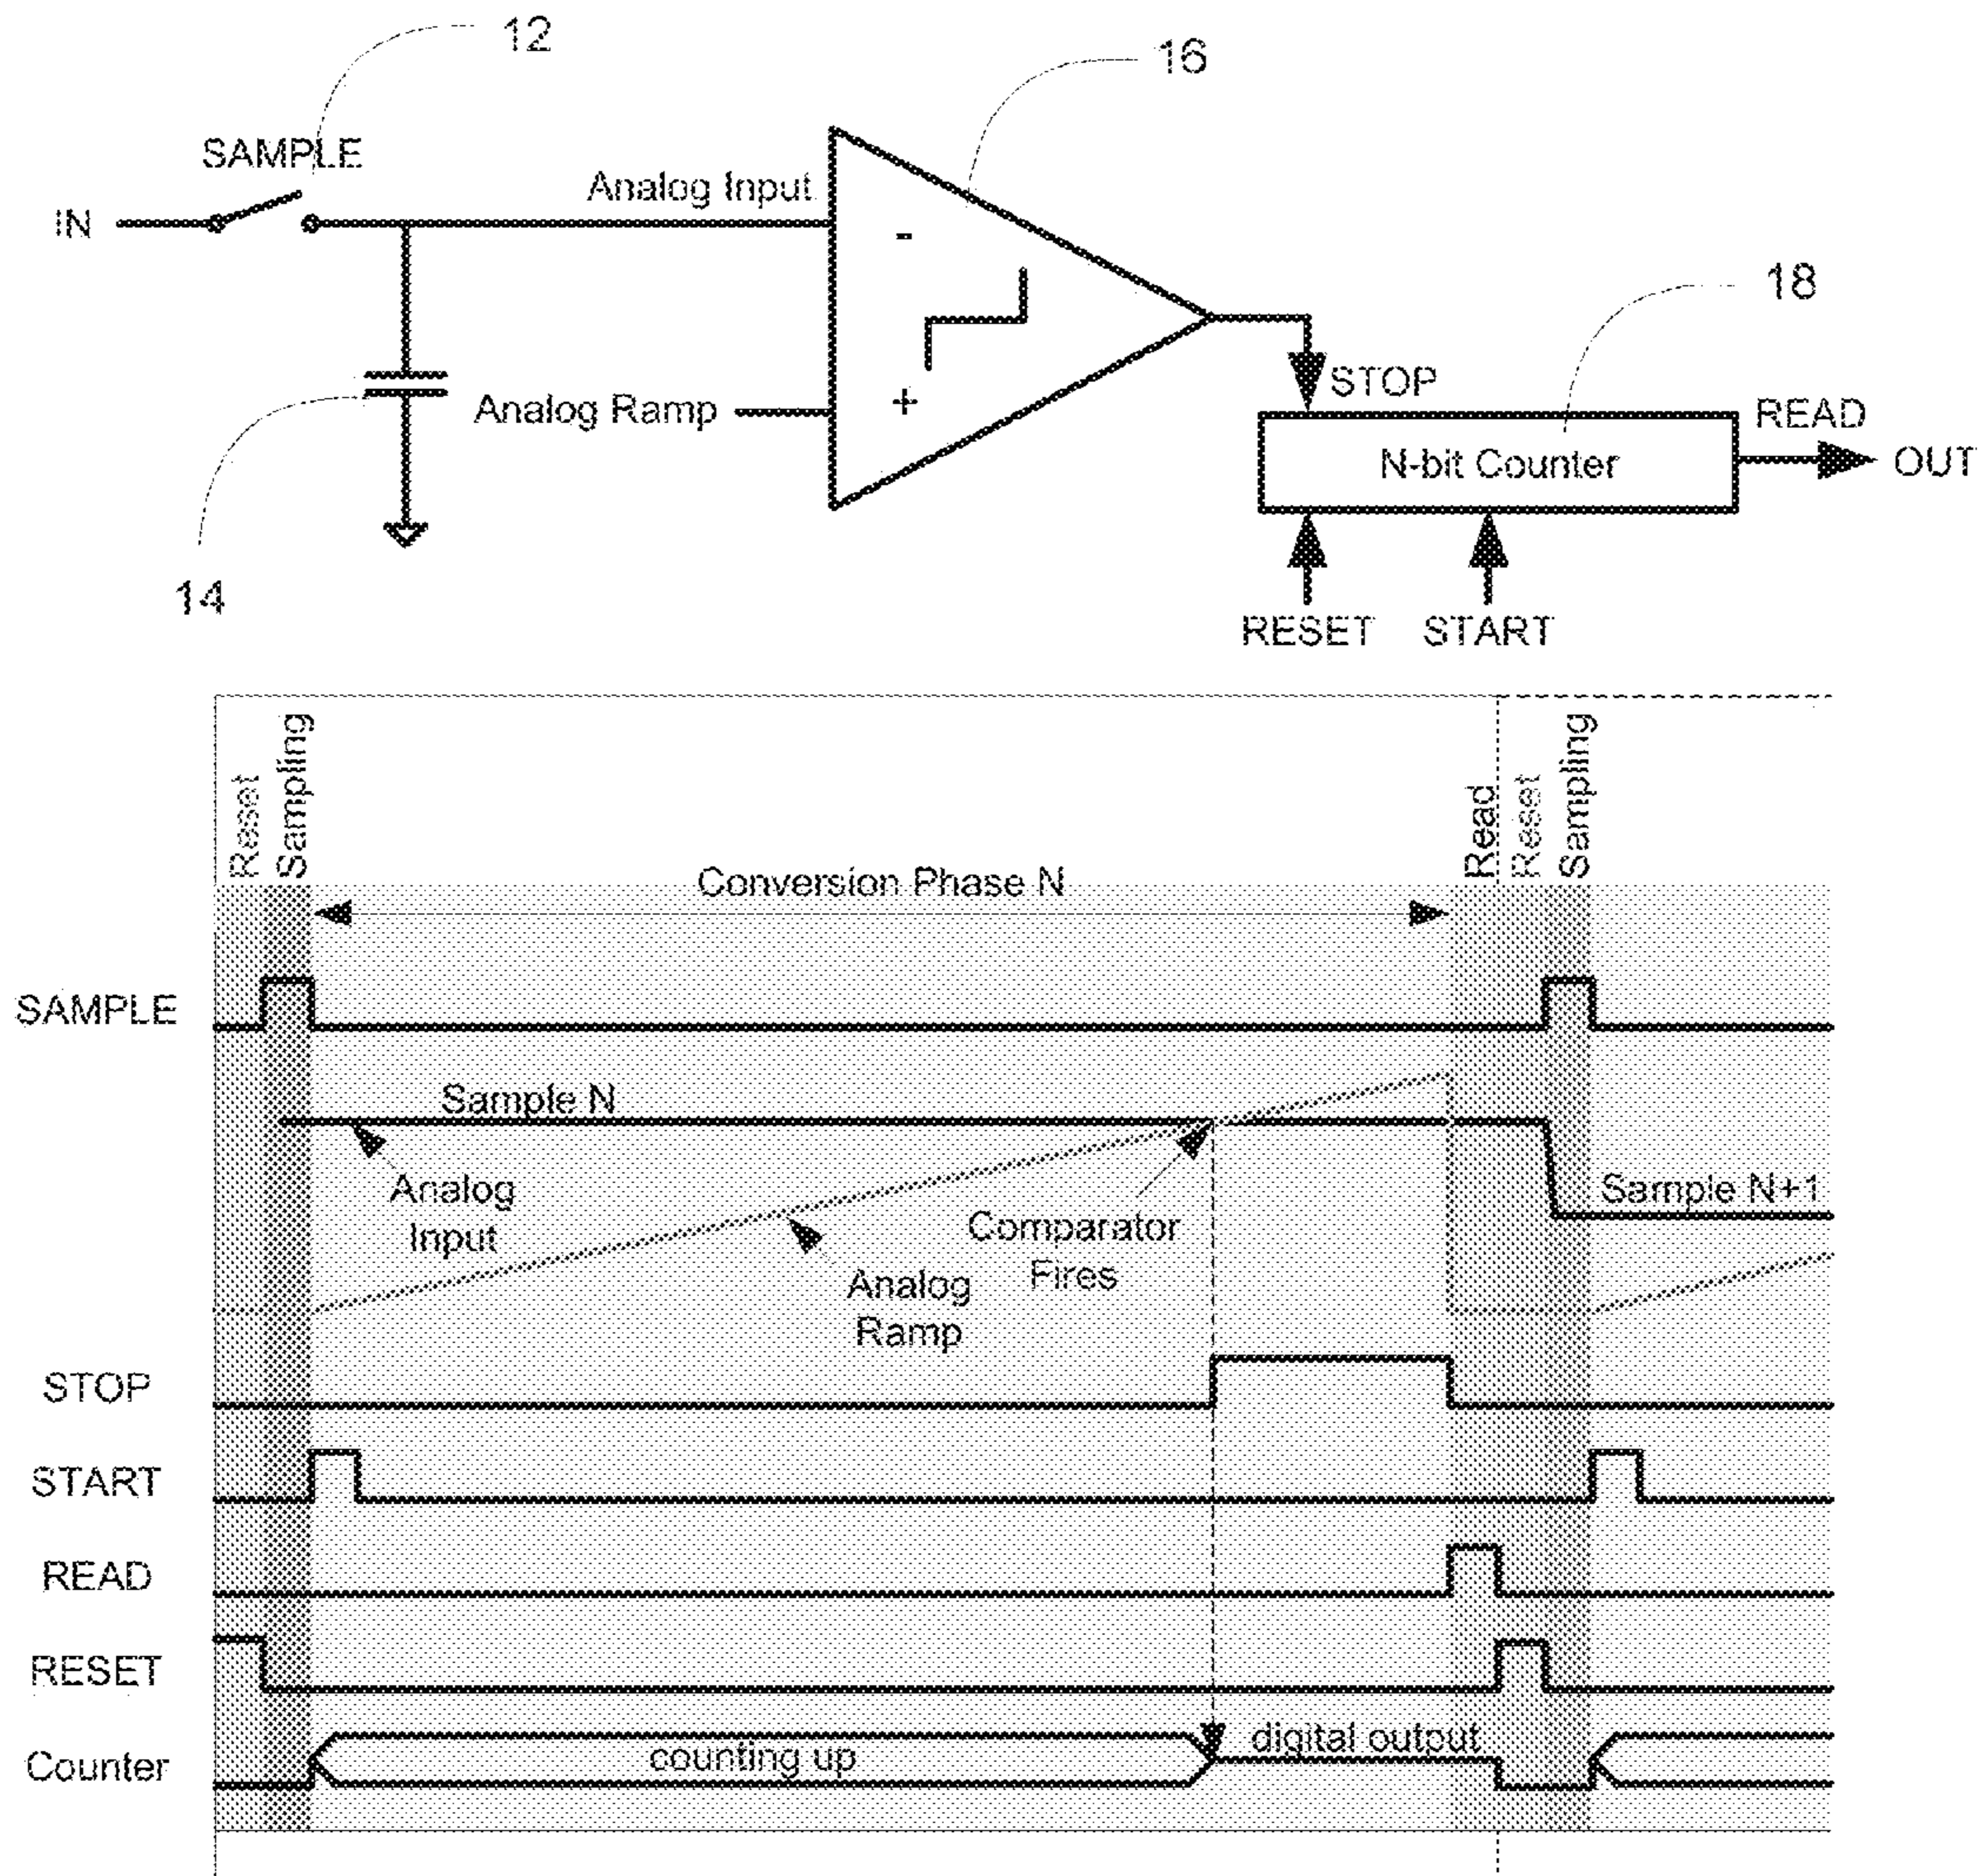 12
16
SAMPLE
Analog Input
IN
-
18
STOP
Analog Ramp
+
READ
N-bit Counter
OUT
14
RESET
START
Reset
Sampling
Read
Reset
Sampling
Conversion Phase N
SAMPLE
Sample N
Analog
Input
Sample N+1
Comparator
Fires
Analog
Ramp
STOP
START
READ
RESET
digital output
counting up
Counter